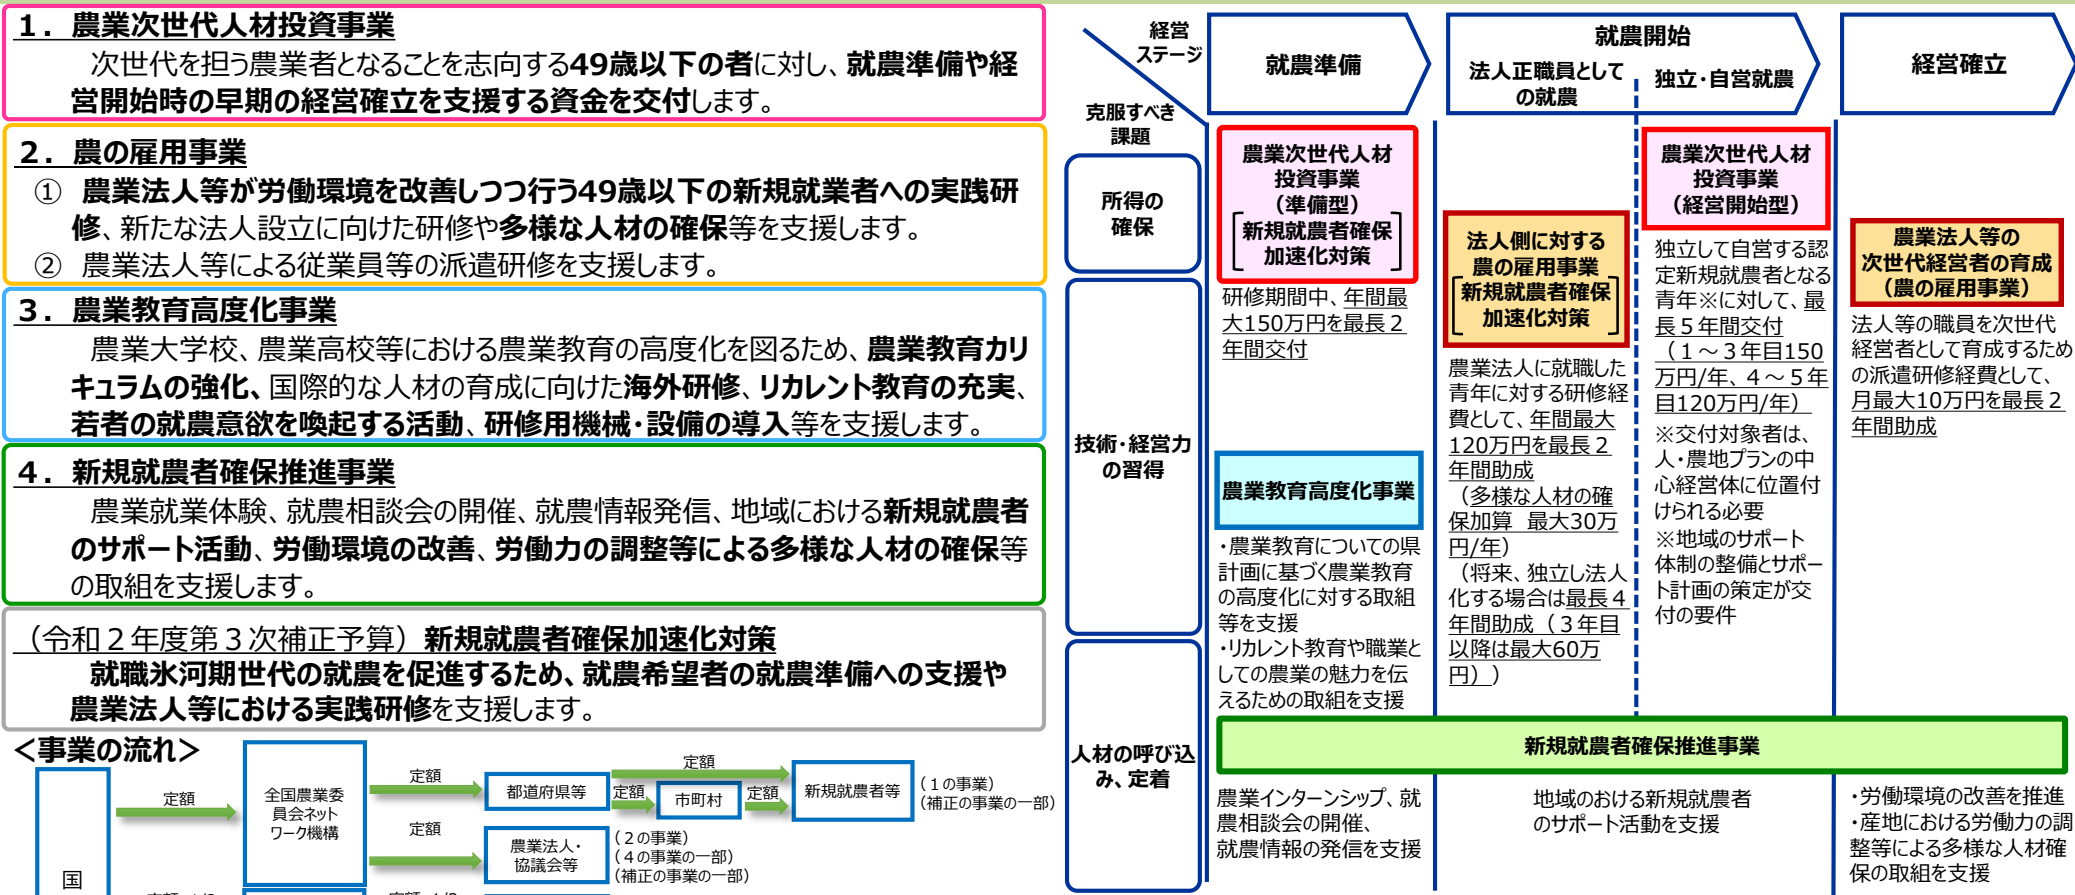 １．農業次世代人材投資事業
次世代を担う農業者となることを志向する49歳以下の者に対し、就農準備や経
営開始時の早期の経営確立を支援する資金を交付します。
２．農の雇用事業
① 農業法人等が労働環境を改善しつつ行う49歳以下の新規就業者への実践研
修、新たな法人設立に向けた研修や多様な人材の確保等を支援します。
② 農業法人等による従業員等の派遣研修を支援します。
３．農業教育高度化事業
農業大学校、農業高校等における農業教育の高度化を図るため、農業教育カリ
キュラムの強化、国際的な人材の育成に向けた海外研修、リカレント教育の充実、
若者の就農意欲を喚起する活動、研修用機械・設備の導入等を支援します。
４．新規就農者確保推進事業
農業就業体験、就農相談会の開催、就農情報発信、地域における新規就農者
のサポート活動、労働環境の改善、労働力の調整等による多様な人材の確保等
の取組を支援します。
（令和２年度第３次補正予算）新規就農者確保加速化対策
就職氷河期世代の就農を促進するため、就農希望者の就農準備への支援や
農業法人等における実践研修を支援します。
＜事業の流れ＞
国
定額
全国農業委
員会ネット
ワーク機構
定額
都道府県等
定額
定額
市町村
定額
新規就農者等
（１の事業）
（補正の事業の一部）
定額
農業法人・
協議会等
（２の事業）
（４の事業の一部）
（補正の事業の一部）
経営
ステージ
克服すべき
課題
就農準備
就農開始
法人正職員として
の就農
独立・自営就農
経営確立
所得の
確保
技術・経営力
の習得
人材の呼び込
み、定着
農業次世代人材
投資事業
（準備型）
新規就農者確保
加速化対策
研修期間中、年間最
大150万円を最長２
年間交付
農業教育高度化事業
・農業教育についての県
計画に基づく農業教育
の高度化に対する取組
等を支援
・リカレント教育や職業と
しての農業の魅力を伝
えるための取組を支援
法人側に対する
農の雇用事業
新規就農者確保
加速化対策
農業法人に就職した
青年に対する研修経
費として、年間最大
120万円を最長２
年間助成
（多様な人材の確
保加算 最大30万
円/年）
（将来、独立し法人
化する場合は最長４
年間助成（３年目
以降は最大60万
円））
農業次世代人材
投資事業
（経営開始型）
独立して自営する認
定新規就農者となる
青年※に対して、最
長５年間交付
（１～３年目150
万円/年、４～５年
目120万円/年）
※交付対象者は、
人・農地プランの中
心経営体に位置付
けられる必要
※地域のサポート
体制の整備とサポー
ト計画の策定が交
付の要件
農業法人等の
次世代経営者の育成
（農の雇用事業）
法人等の職員を次世代
経営者として育成するため
の派遣研修経費として、
月最大10万円を最長２
年間助成
新規就農者確保推進事業
農業インターンシップ、就
農相談会の開催、
就農情報の発信を支援
地域のおける新規就農者
のサポート活動を支援
・労働環境の改善を推進
・産地における労働力の調
整等による多様な人材確
保の取組を支援